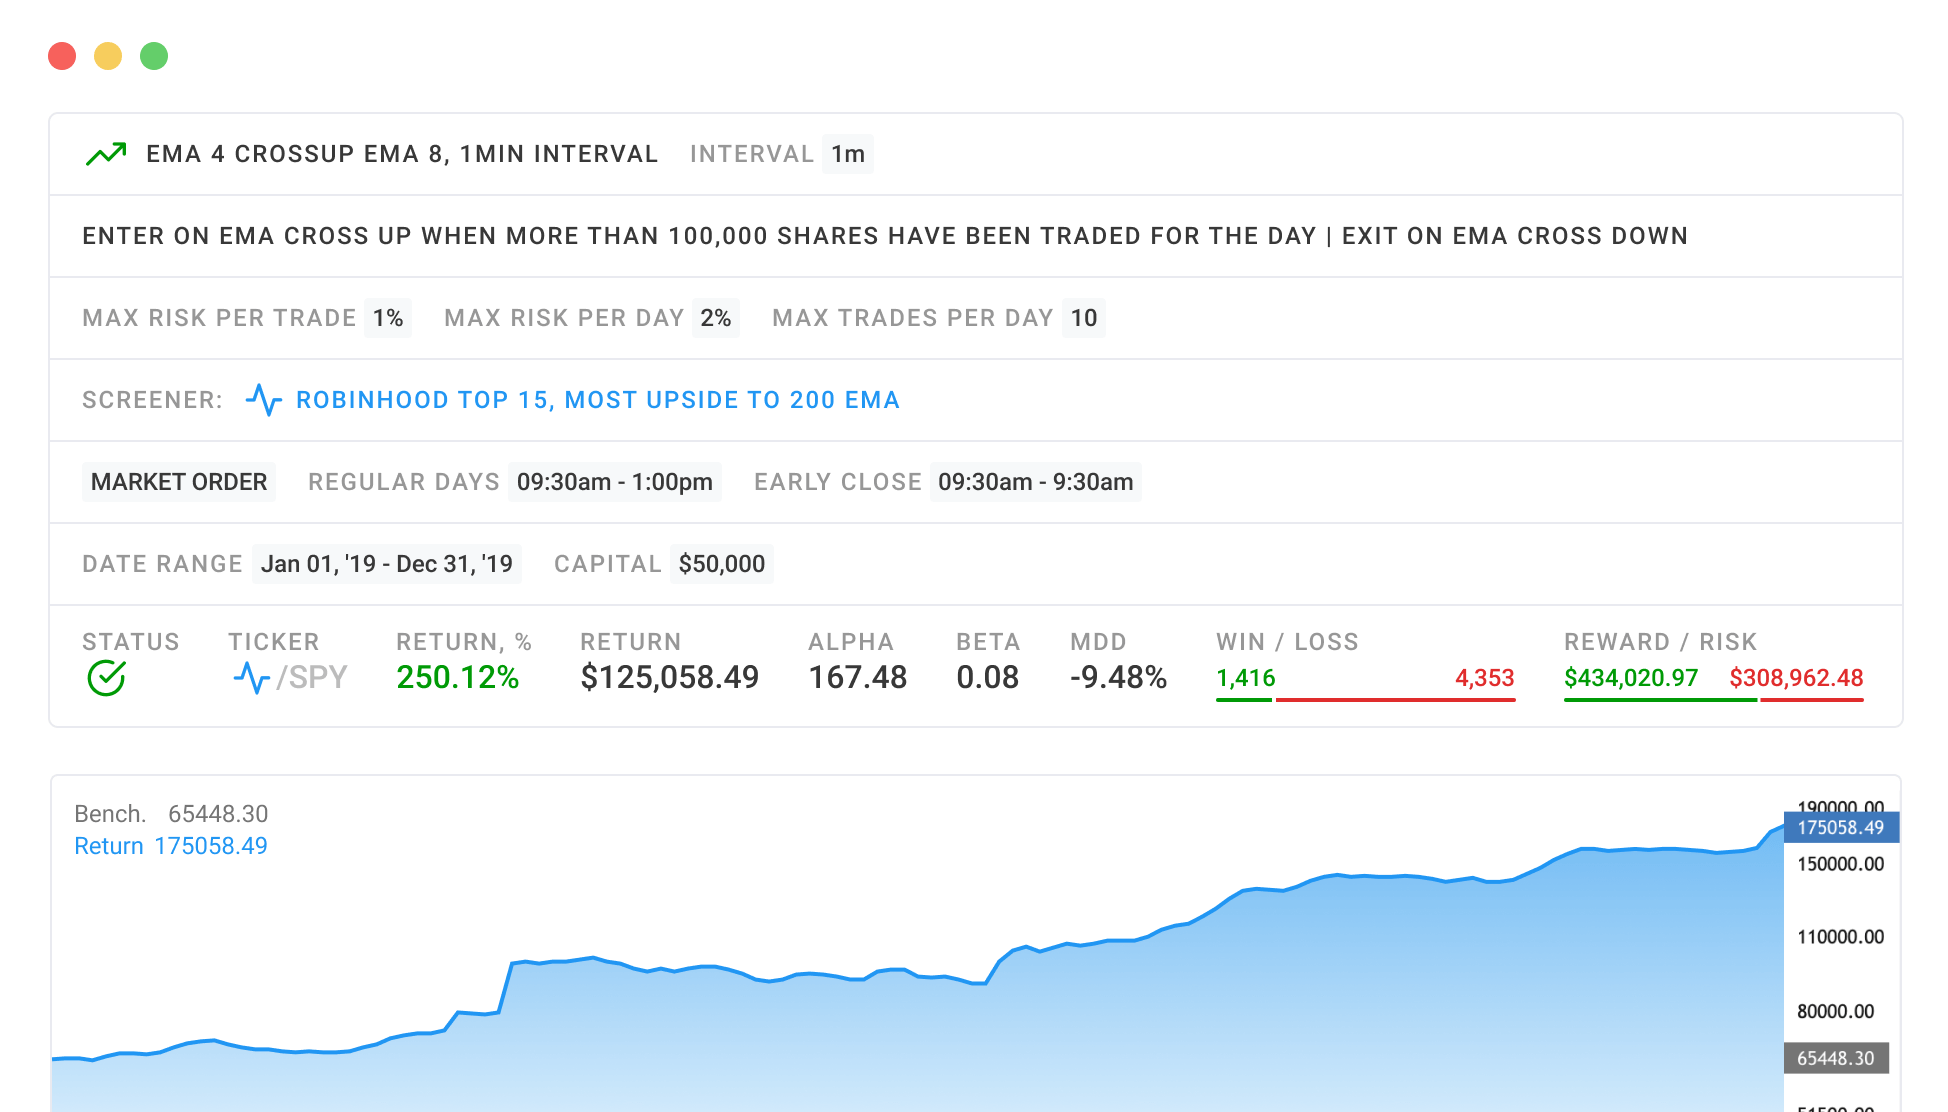 EMA 4 CROSSUP EMA 8, 1MIN INTERVAL INTERVAL 1m
ENTER ON EMA CROSS UP WHEN MORE THAN 100,000 SHARES HAVE BEEN TRADED FOR THE DAY | EXIT ON EMA CROSS DOWN
MAX RISK PER TRADE 1% MAX RISK PER DAY 2% MAX TRADES PER DAY 10
SCREENER: ROBINHOOD TOP 15, MOST UPSIDE TO 200 EMA
MARKET ORDER REGULAR DAYS 09:30am - 1:00pm EARLY CLOSE 09:30am - 9:30am
DATE RANGE Jan 01, '19 - Dec 31, '19 CAPITAL $50,000
STATUS TICKER RETURN, % RETURN ALPHA BETA MDD WIN / LOSS REWARD / RISK
/SPY 250.12% $125,058.49 167.48 0.08 -9.48% 1,416 4,353 $434,020.97 $308,962.48
Bench. 65448.30
Return 175058.49
190000.00
175058.49
150000.00
110000.00
80000.00
65448.30